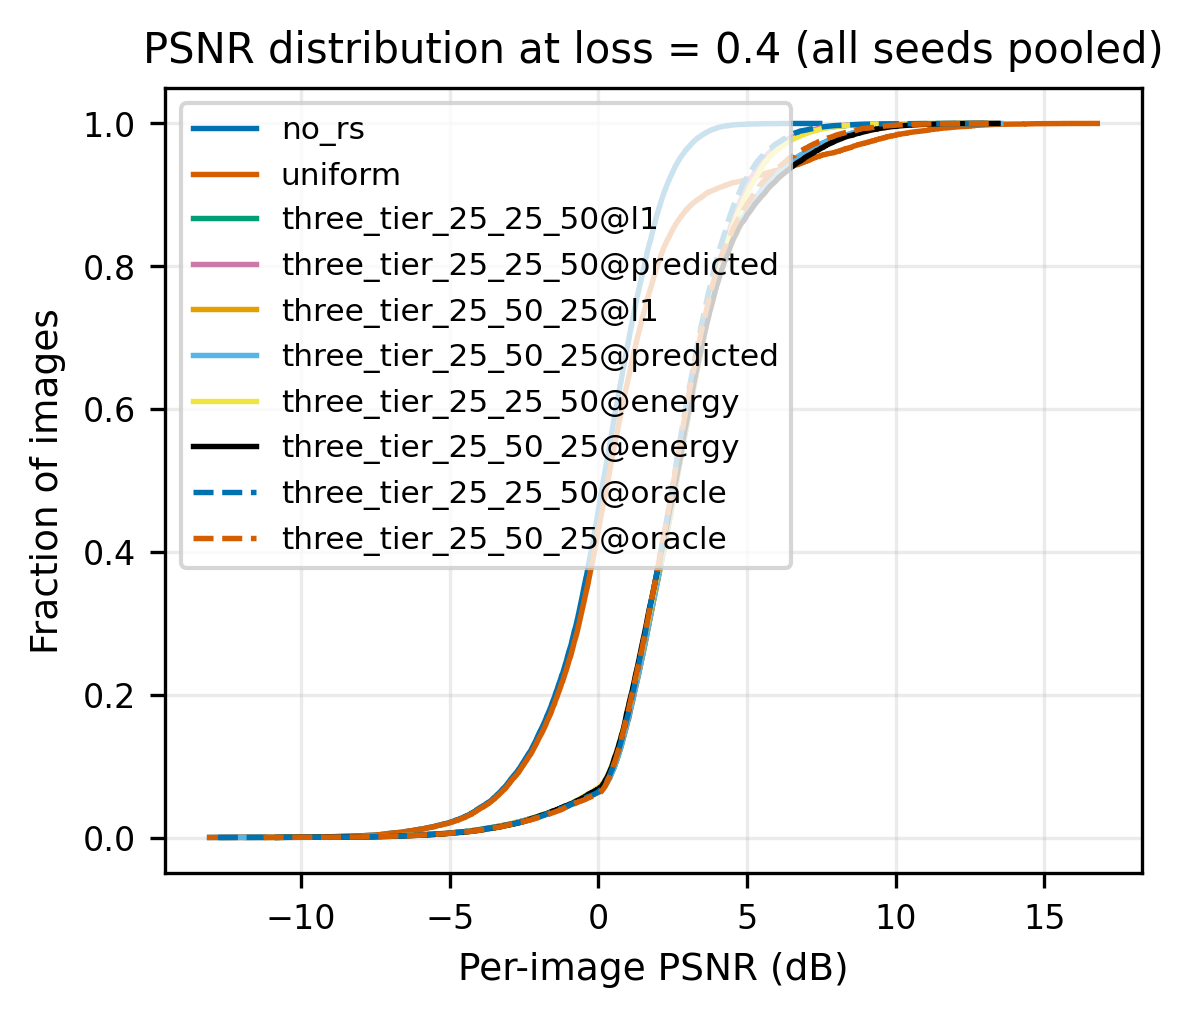 PSNR distribution at loss = 0.4 (all seeds pooled)
1.0
0.8
0.6
0.4
0.2
0.0
Fraction of images
no_rs
uniform
three_tier_25_25_50@l1
three_tier_25_25_50@predicted
three_tier_25_50_25@l1
three_tier_25_50_25@predicted
three_tier_25_25_50@energy
three_tier_25_50_25@energy
three_tier_25_25_50@oracle
three_tier_25_50_25@oracle
−10 −5 0 5 10 15
Per-image PSNR (dB)